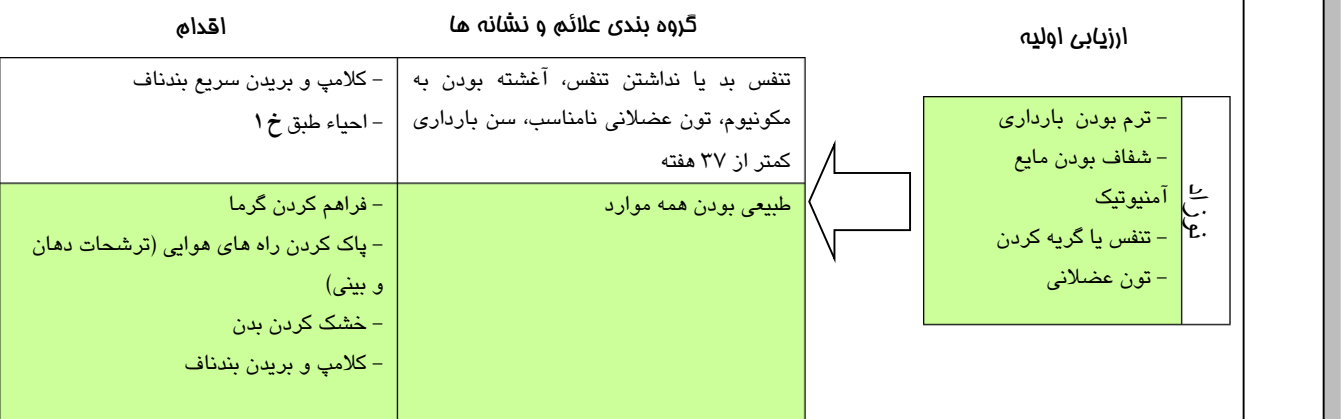 ارزیابی اولیه
گروه بندی علائم و نشانه ها
اقدام
نوزاد
- ترم بودن بارداری
- شفاف بودن مایع
آمنیوتیک
- تنفس یا گریه کردن
- تون عضلانی
تنفس بد یا نداشتن تنفس، آغشته بودن به
مکونیوم، تون عضلانی نامناسب، سن بارداری
کمتر از ۳۷ هفته
- کلامپ و بریدن سریع بندناف
- احیاء طبق خ ۱
طبیعی بودن همه موارد
- فراهم کردن گرما
- پاک کردن راه های هوایی (ترشحات دهان
و بینی)
- خشک کردن بدن
- کلامپ و بریدن بندناف